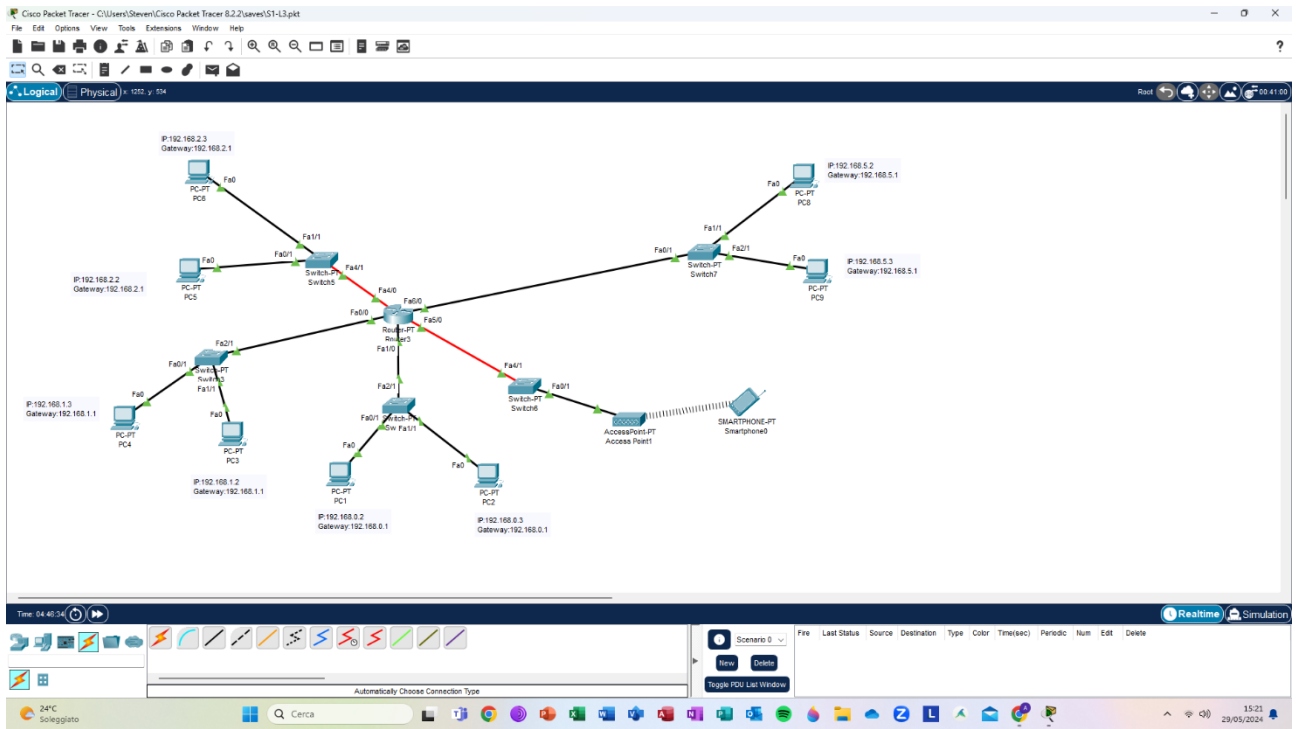 Cisco Packet Tracer - C:\Users\Steven\Cisco Packet Tracer 8.2.2\saves\S1-L3.pkt
File Edit Options View Tools Extensions Window Help
?
Logical Physical x: 1252, y: 534 Root 00:41:00
IP:192.168.2.3
Gateway:192.168.2.1
Fa0
PC-PT
PC6
IP:192.168.5.2
Gateway:192.168.5.1
Fa0
PC-PT
PC8
Fa1/1
Fa0/1
Switch-PT
Switch5
Fa4/1
Fa0
PC-PT
PC5
IP:192.168.2.2
Gateway:192.168.2.1
Fa1/1
Fa0/1
Fa2/1
Switch-PT
Switch7
Fa0
PC-PT
PC9
IP:192.168.5.3
Gateway:192.168.5.1
Fa4/0
Fa6/0
Fa0/0
Fa5/0
Router-PT
Router3
Fa1/0
Fa2/1
Fa0/1
Switch-PT
Switch3
Fa1/1
Fa0
PC-PT
PC4
IP:192.168.1.3
Gateway:192.168.1.1
Fa0
PC-PT
PC3
IP:192.168.1.2
Gateway:192.168.1.1
Fa2/1
Fa0/1
Switch-PT
Sw Fa1/1
Fa0
PC-PT
PC1
IP:192.168.0.2
Gateway:192.168.0.1
Fa0
PC-PT
PC2
IP:192.168.0.3
Gateway:192.168.0.1
Fa4/1
Fa0/1
Switch-PT
Switch6
AccessPoint-PT
Access Point1
SMARTPHONE-PT
Smartphone0
Time: 04:46:34
Realtime Simulation
Scenario 0
New Delete
Toggle PDU List Window
Fire Last Status Source Destination Type Color Time(sec) Periodic Num Edit Delete
Automatically Choose Connection Type
24°C
Soleggiato
Cerca
15:21
29/05/2024